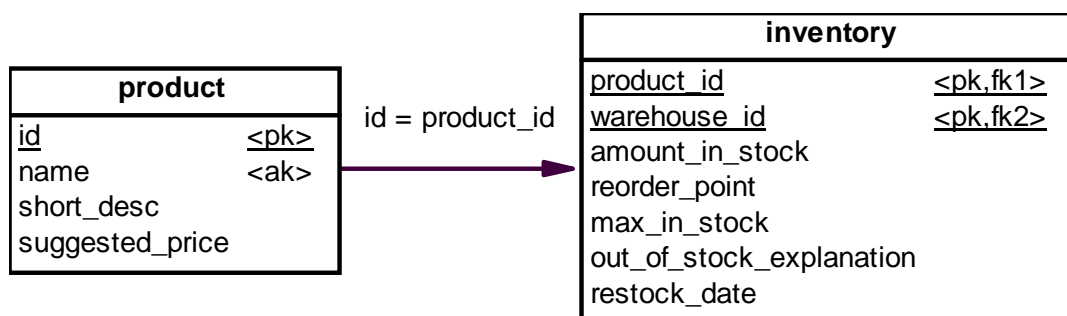 product
id <pk>
name <ak>
short_desc
suggested_price
id = product_id
inventory
product_id <pk,fk1>
warehouse_id <pk,fk2>
amount_in_stock
reorder_point
max_in_stock
out_of_stock_explanation
restock_date